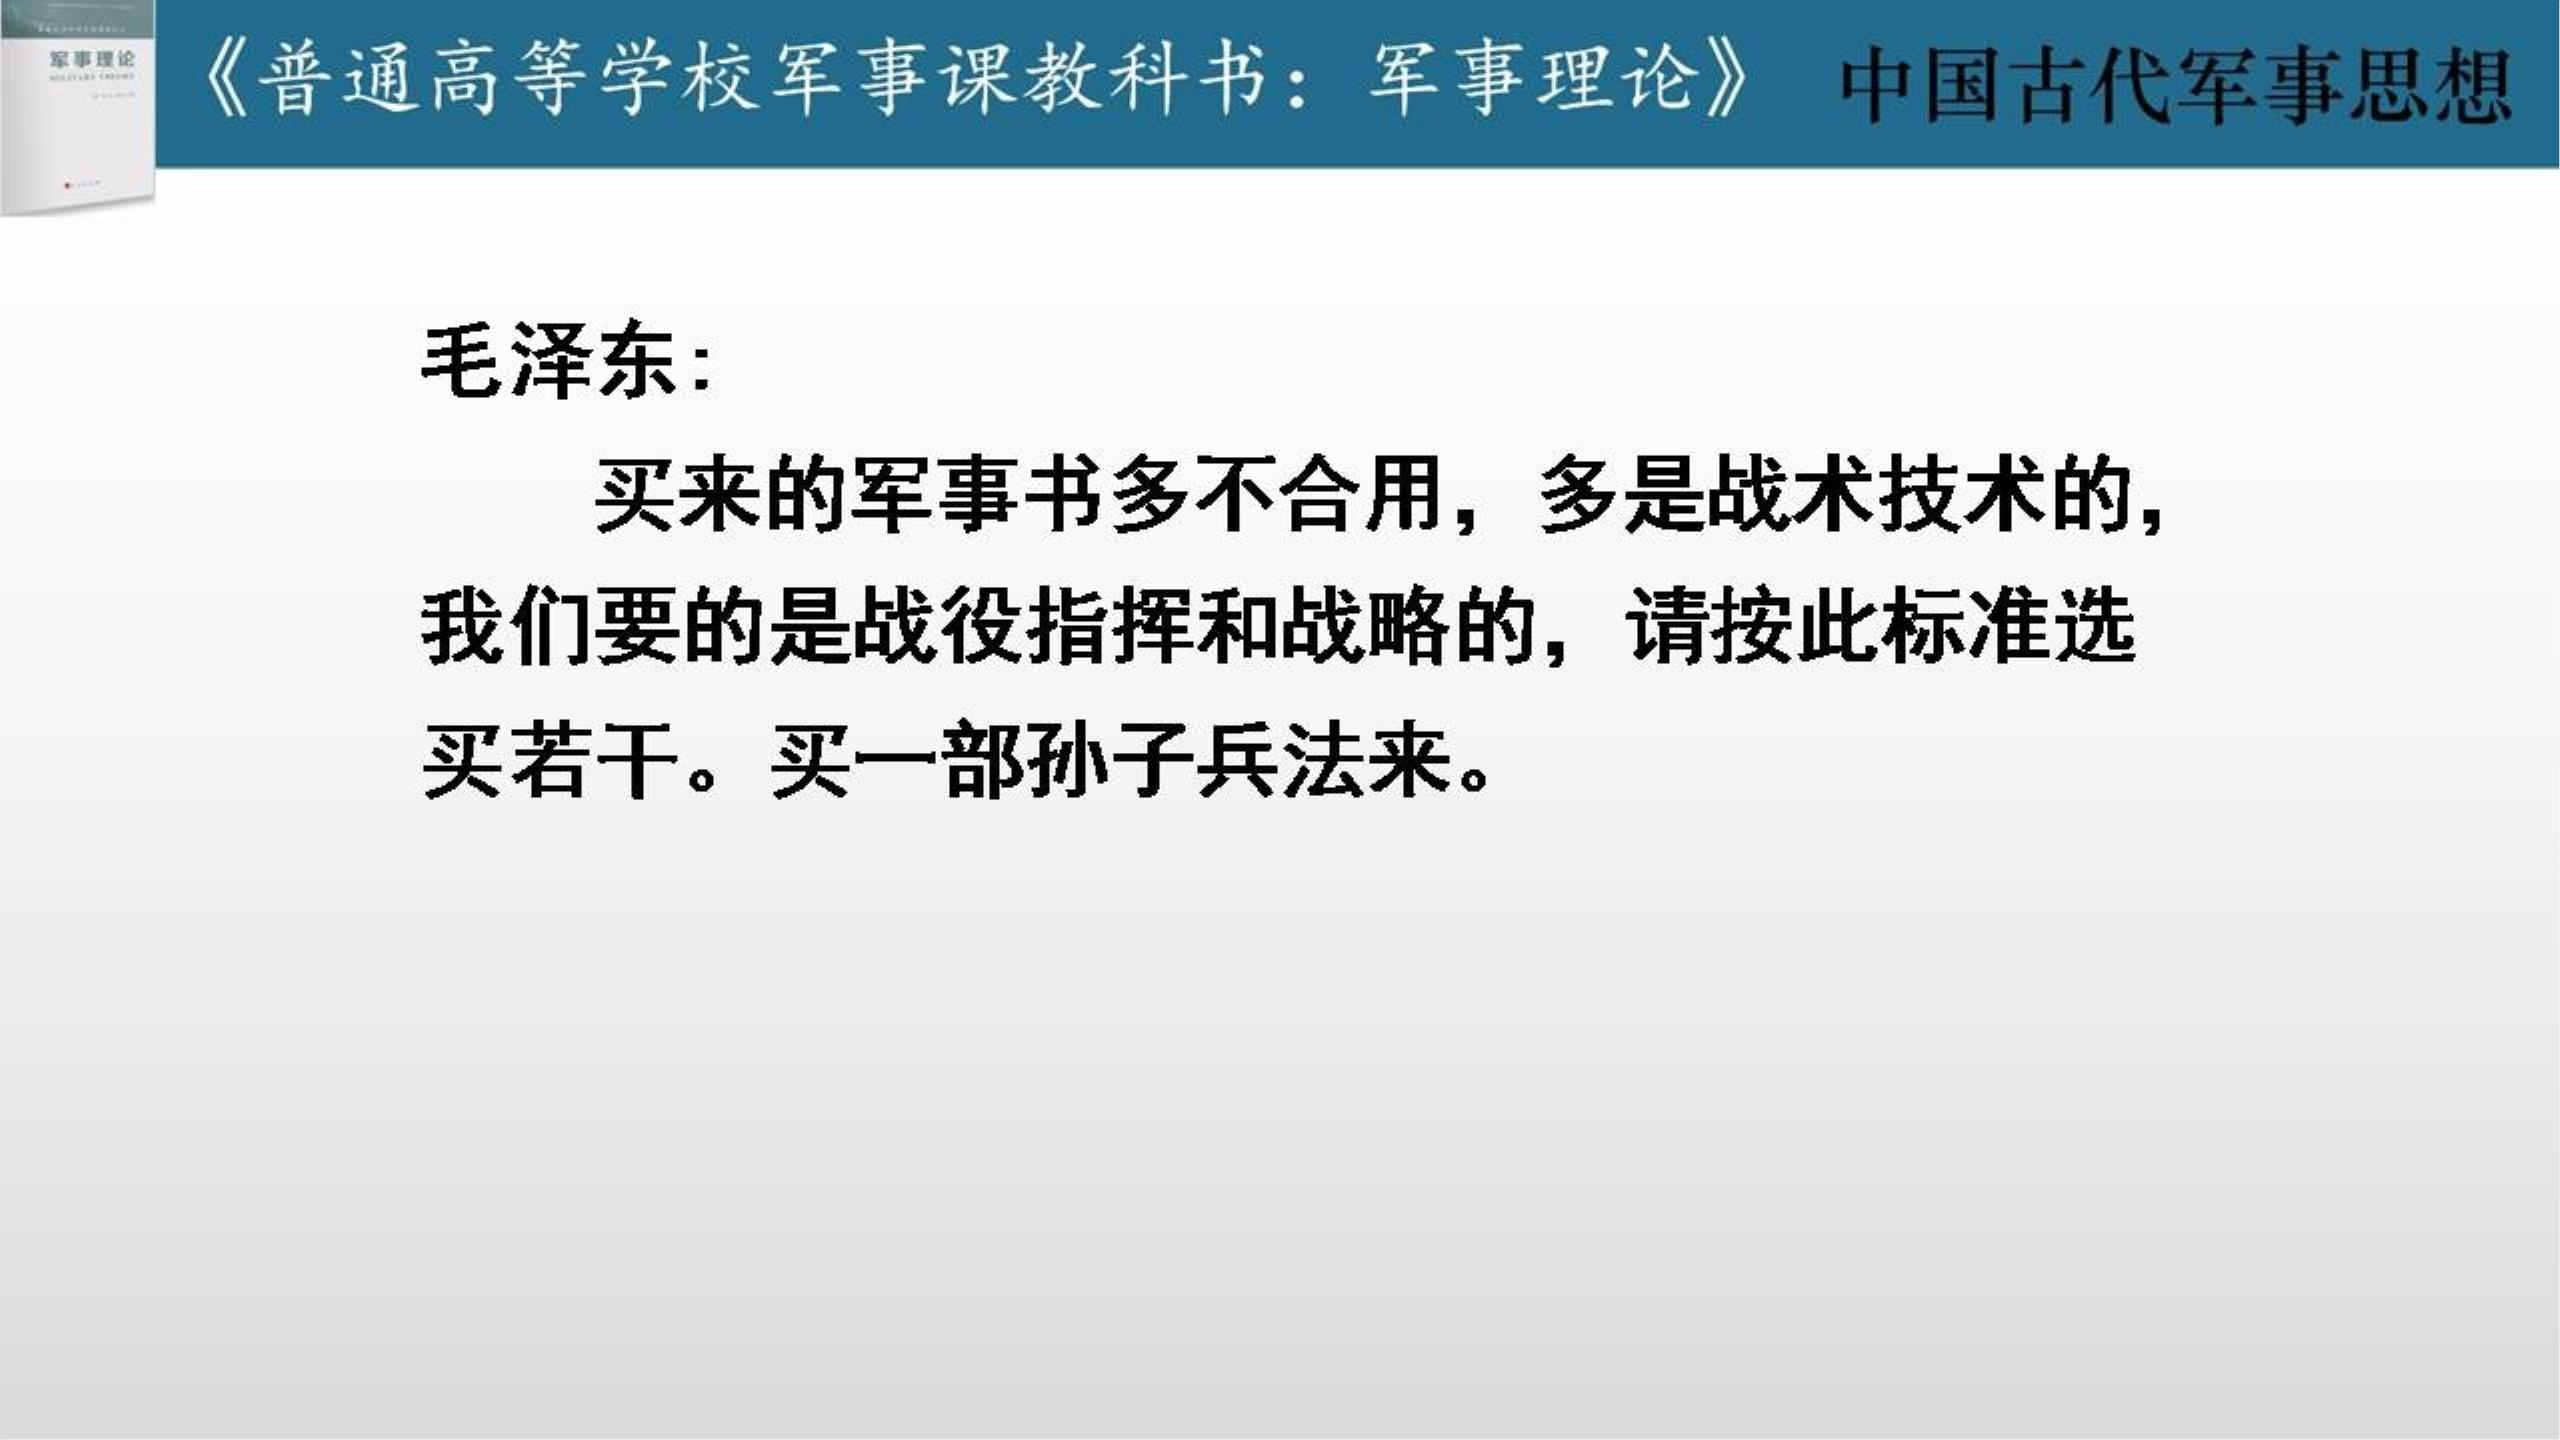 军事理论
MILITARY THEORY
《普通高等学校军事课教科书：军事理论》
中国古代军事思想
毛泽东：
买来的军事书多不合用，多是战术技术的，
我们要的是战役指挥和战略的，请按此标准选
买若干。买一部孙子兵法来。